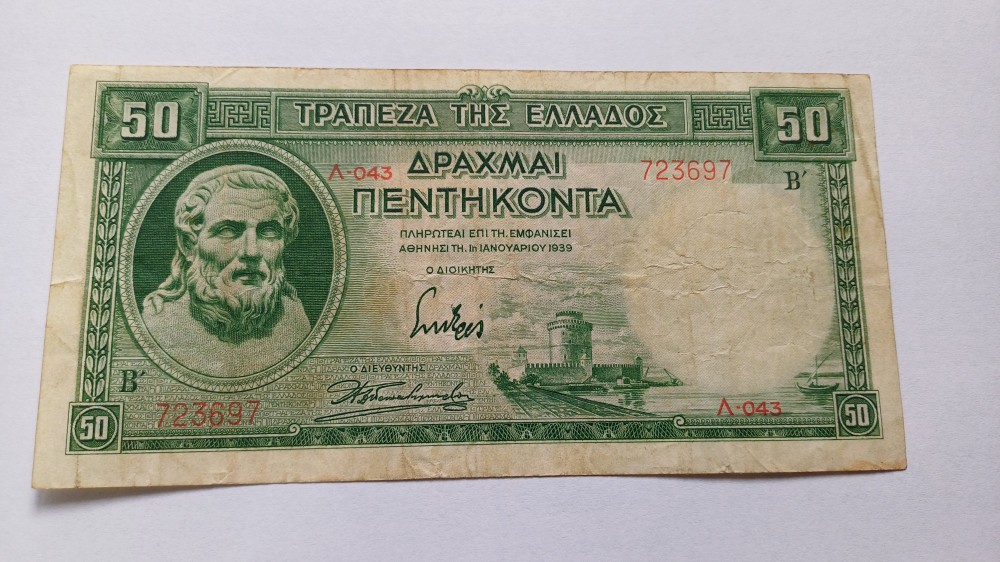 50 ΤΡΑΠΕΖΑ ΤΗΣ ΕΛΛΑΔΟΣ 50
Λ-043 ΔΡΑΧΜΑΙ 723697 Β′
ΠΕΝΤΗΚΟΝΤΑ
ΠΛΗΡΩΤΕΑΙ ΕΠΙ ΤΗ. ΕΜΦΑΝΙΣΕΙ
ΑΘΗΝΗΣΙ ΤΗ. 1η ΙΑΝΟΥΑΡΙΟΥ 1939
Ο ΔΙΟΙΚΗΤΗΣ
Ο ΔΙΕΥΘΥΝΤΗΣ
Β′
723697 Λ-043
50 50